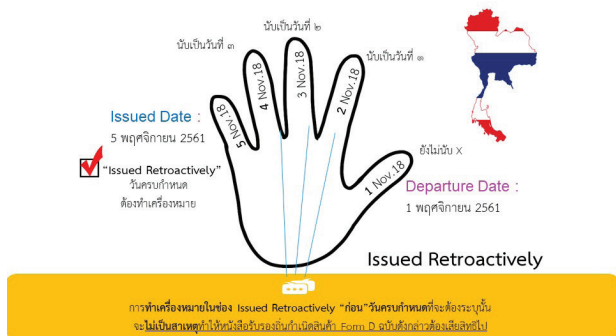 นับเป็นวันที่ ๒
นับเป็นวันที่ ๓
นับเป็นวันที่ ๑
5 Nov.18
4 Nov.18
3 Nov.18
2 Nov.18
1 Nov.18
Issued Date :
5 พฤศจิกายน 2561
"Issued Retroactively"
วันครบกำหนด
ต้องทำเครื่องหมาย
ยังไม่นับ X
Departure Date :
1 พฤศจิกายน 2561
Issued Retroactively
การทำเครื่องหมายในช่อง Issued Retroactively "ก่อน"วันครบกำหนดที่จะต้องระบุนั้น
จะไม่เป็นสาเหตุทำให้หนังสือรับรองถิ่นกำเนิดสินค้า Form D ฉบับดังกล่าวต้องเสียสิทธิไป